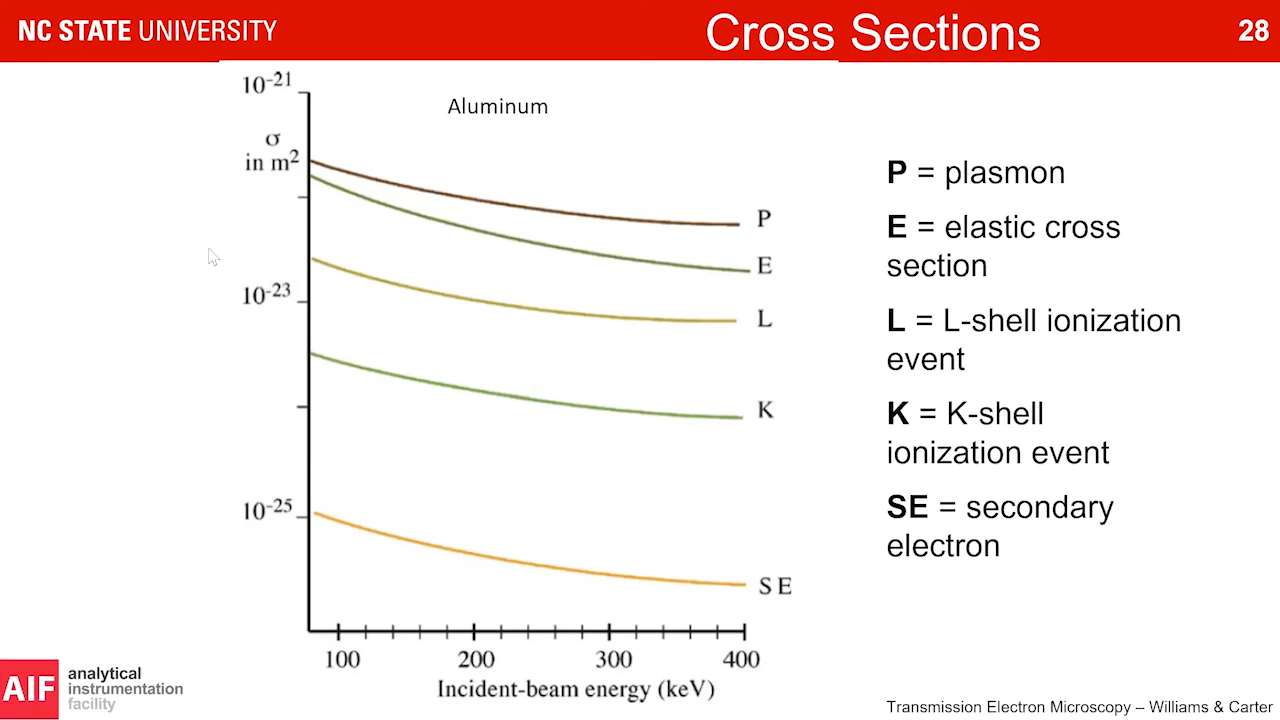 NC STATE UNIVERSITY
Cross Sections
28
10⁻²¹
Aluminum
σ
in m²
P
E
10⁻²³
L
K
10⁻²⁵
SE
100 200 300 400
Incident-beam energy (keV)
P = plasmon
E = elastic cross
section
L = L-shell ionization
event
K = K-shell
ionization event
SE = secondary
electron
AIF
analytical
instrumentation
facility
Transmission Electron Microscopy – Williams & Carter